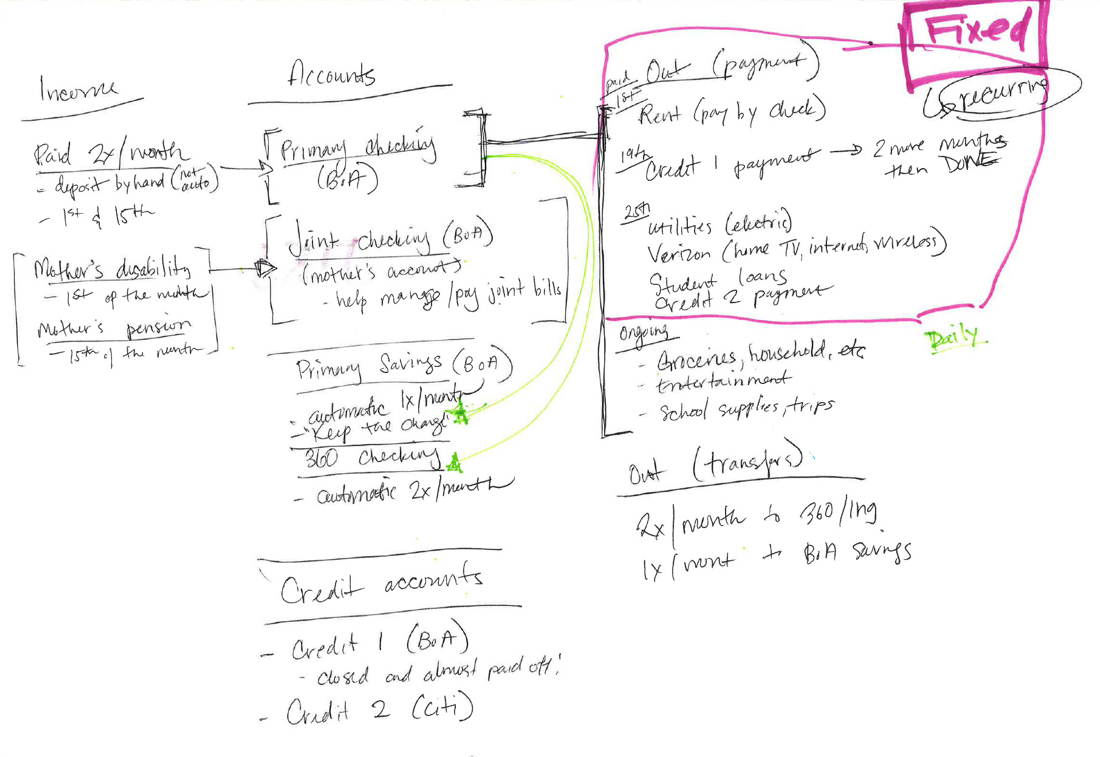 Income
Paid 2x/month
- deposit by hand (not auto)
- 1st & 15th
Mother's disability
- 1st of the month
Mother's pension
- 15th of the month
Accounts
Primary checking
(BoA)
Joint checking (BoA)
(mother's account)
- help manage/pay joint bills
Primary Savings (BoA)
- automatic 1x/month
- "Keep the change"
360 checking
- automatic 2x/month
Credit accounts
- Credit 1 (BoA)
- closed and almost paid off!
- Credit 2 (Citi)
Fixed
recurring
Out (payment)
paid
1st
Rent (pay by check)
19th
Credit 1 payment → 2 more months
then DONE
25th
utilities (electric)
Verizon (home TV, internet, wireless)
Student loans
Credit 2 payment
Ongoing
- Groceries, household, etc
- Entertainment
- School supplies, trips
Daily
Out (transfers)
2x/month to 360/ing
1x/mont to BoA savings